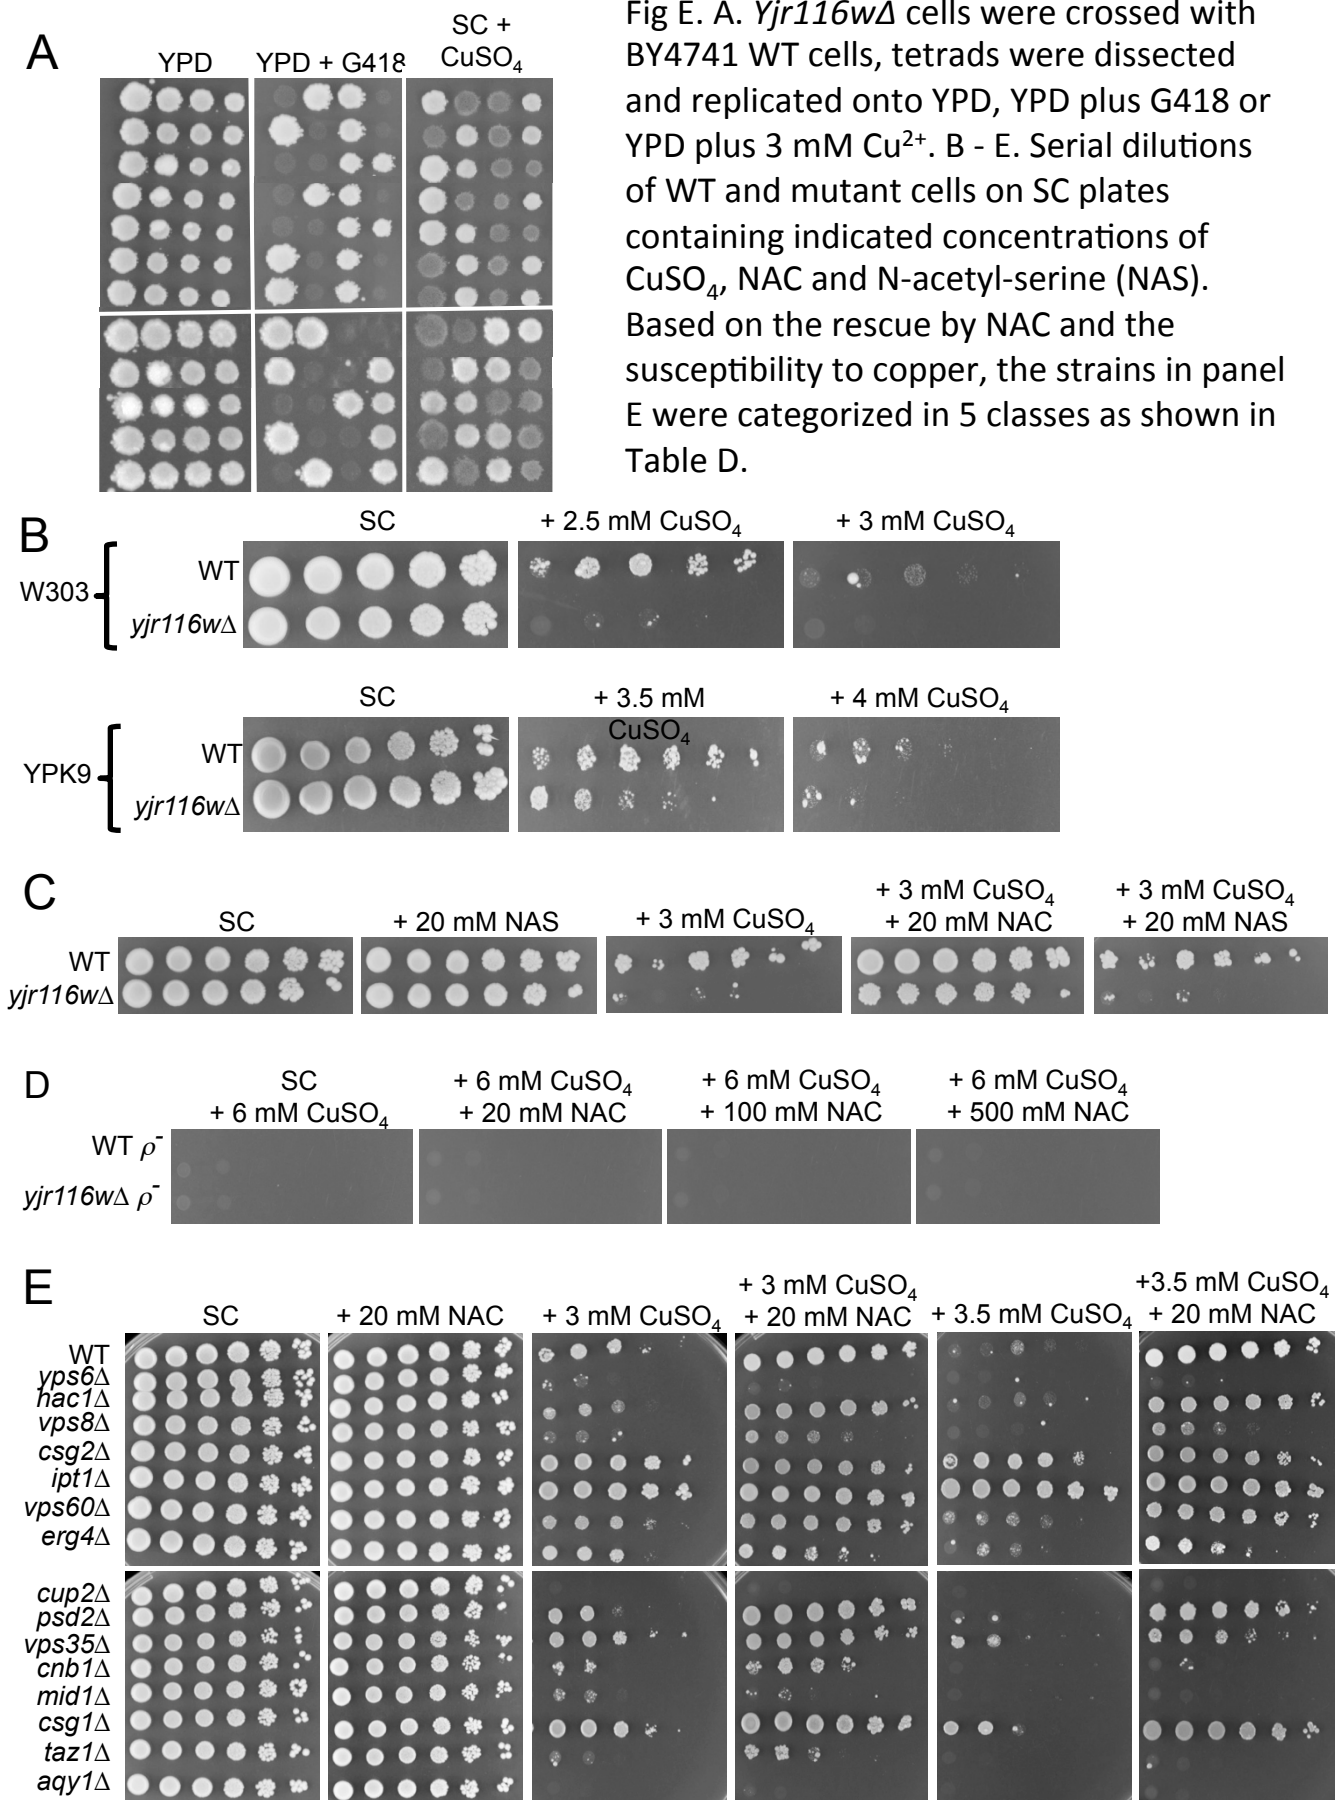 Fig E. A. Yjr116wΔ cells were crossed with
BY4741 WT cells, tetrads were dissected
and replicated onto YPD, YPD plus G418 or
YPD plus 3 mM Cu²⁺. B - E. Serial dilutions
of WT and mutant cells on SC plates
containing indicated concentrations of
CuSO₄, NAC and N-acetyl-serine (NAS).
Based on the rescue by NAC and the
susceptibility to copper, the strains in panel
E were categorized in 5 classes as shown in
Table D.
A
YPD
YPD + G418
SC +
CuSO₄
B
SC
+ 2.5 mM CuSO₄
+ 3 mM CuSO₄
W303
WT
yjr116wΔ
SC
+ 3.5 mM
CuSO₄
+ 4 mM CuSO₄
YPK9
WT
yjr116wΔ
C
SC
+ 20 mM NAS
+ 3 mM CuSO₄
+ 3 mM CuSO₄
+ 20 mM NAC
+ 3 mM CuSO₄
+ 20 mM NAS
WT
yjr116wΔ
D
SC
+ 6 mM CuSO₄
+ 6 mM CuSO₄
+ 20 mM NAC
+ 6 mM CuSO₄
+ 100 mM NAC
+ 6 mM CuSO₄
+ 500 mM NAC
WT ρ⁻
yjr116wΔ ρ⁻
E
SC
+ 20 mM NAC
+ 3 mM CuSO₄
+ 3 mM CuSO₄
+ 20 mM NAC
+ 3.5 mM CuSO₄
+3.5 mM CuSO₄
+ 20 mM NAC
WT
yps6Δ
hac1Δ
vps8Δ
csg2Δ
ipt1Δ
vps60Δ
erg4Δ
cup2Δ
psd2Δ
vps35Δ
cnb1Δ
mid1Δ
csg1Δ
taz1Δ
aqy1Δ